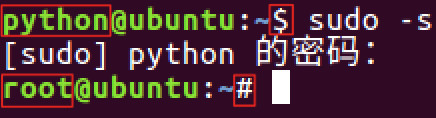 python@ubuntu:~$ sudo -s
[sudo] python 的密码：
root@ubuntu:~#